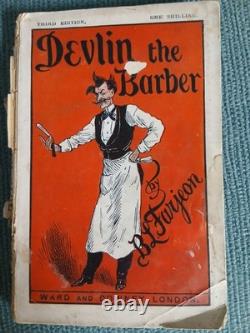 THIRD EDITION,
ONE SHILLING.
Devlin the
Barber
by
B.L. Farjeon
WARD AND
LONDON.